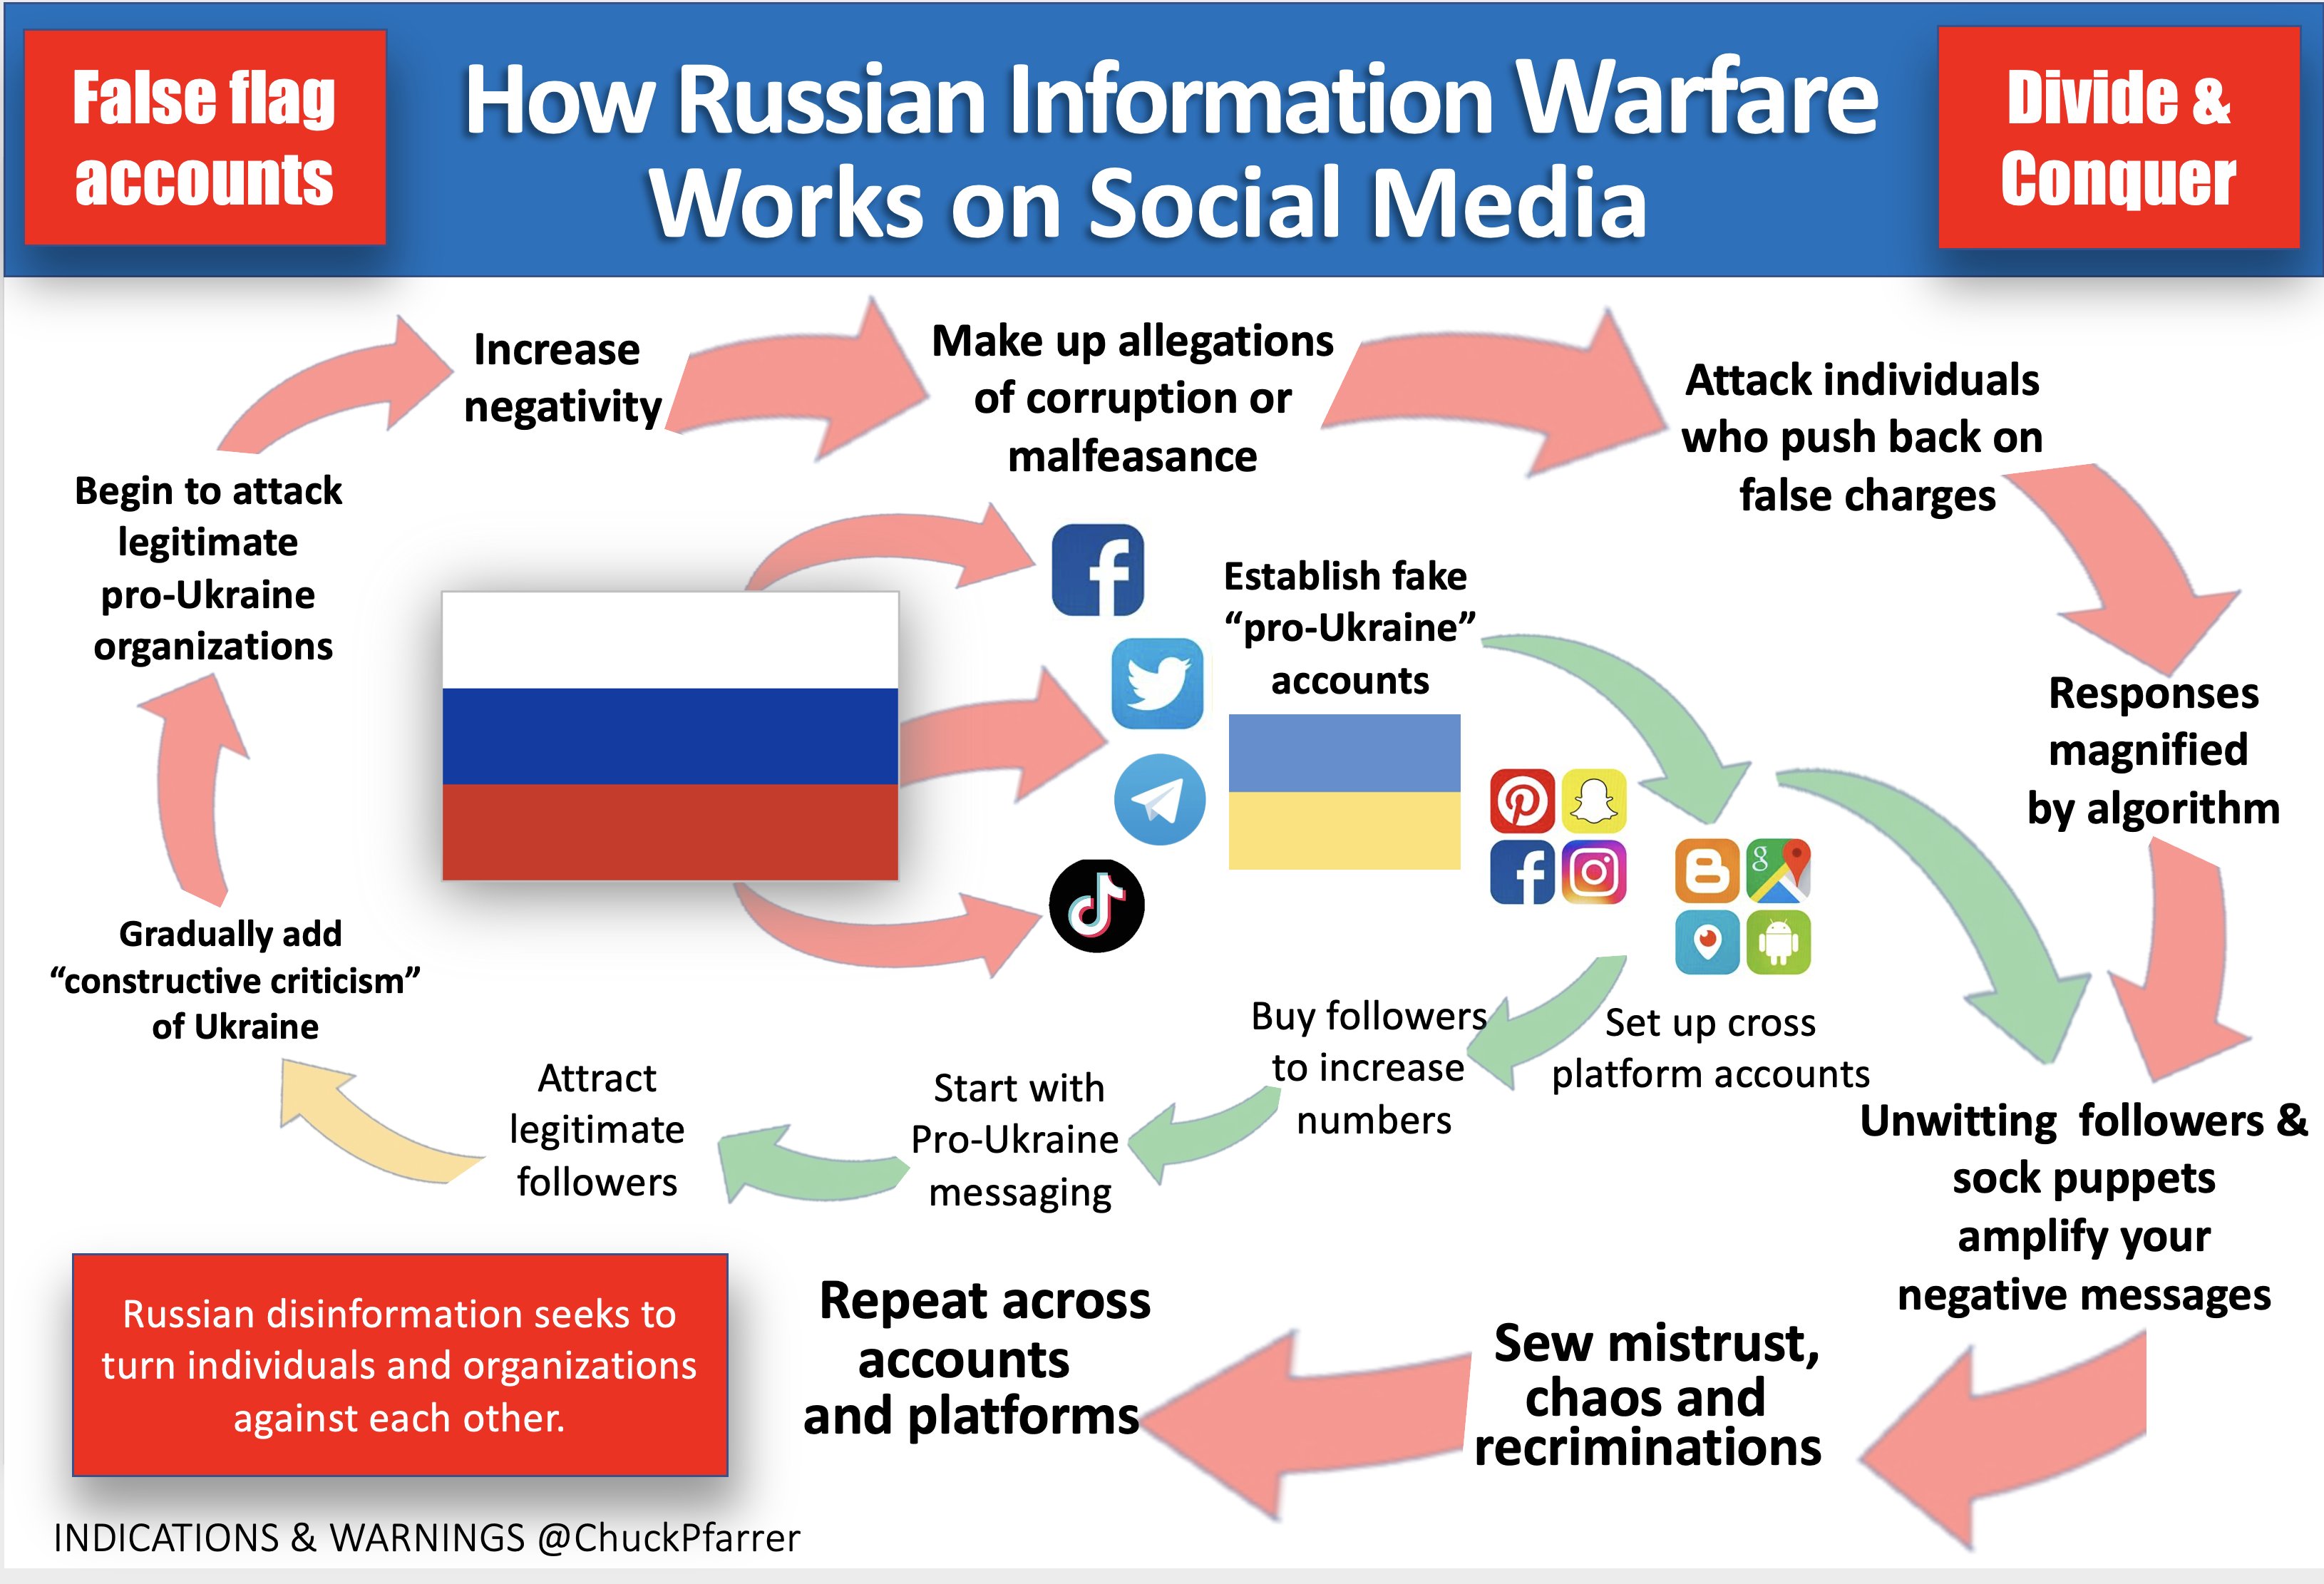 False flag
accounts
How Russian Information Warfare
Works on Social Media
Divide &
Conquer
Increase
negativity
Make up allegations
of corruption or
malfeasance
Attack individuals
who push back on
false charges
Begin to attack
legitimate
pro-Ukraine
organizations
Establish fake
“pro-Ukraine”
accounts
Responses
magnified
by algorithm
Gradually add
“constructive criticism”
of Ukraine
Attract
legitimate
followers
Start with
Pro-Ukraine
messaging
Buy followers
to increase
numbers
Set up cross
platform accounts
Unwitting followers &
sock puppets
amplify your
negative messages
Sew mistrust,
chaos and
recriminations
Repeat across
accounts
and platforms
Russian disinformation seeks to
turn individuals and organizations
against each other.
INDICATIONS & WARNINGS @ChuckPfarrer